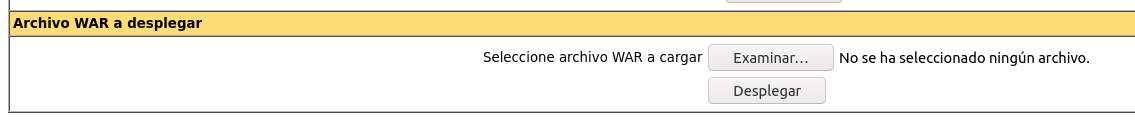 Archivo WAR a desplegar
Seleccione archivo WAR a cargar Examinar... No se ha seleccionado ningún archivo.
Desplegar